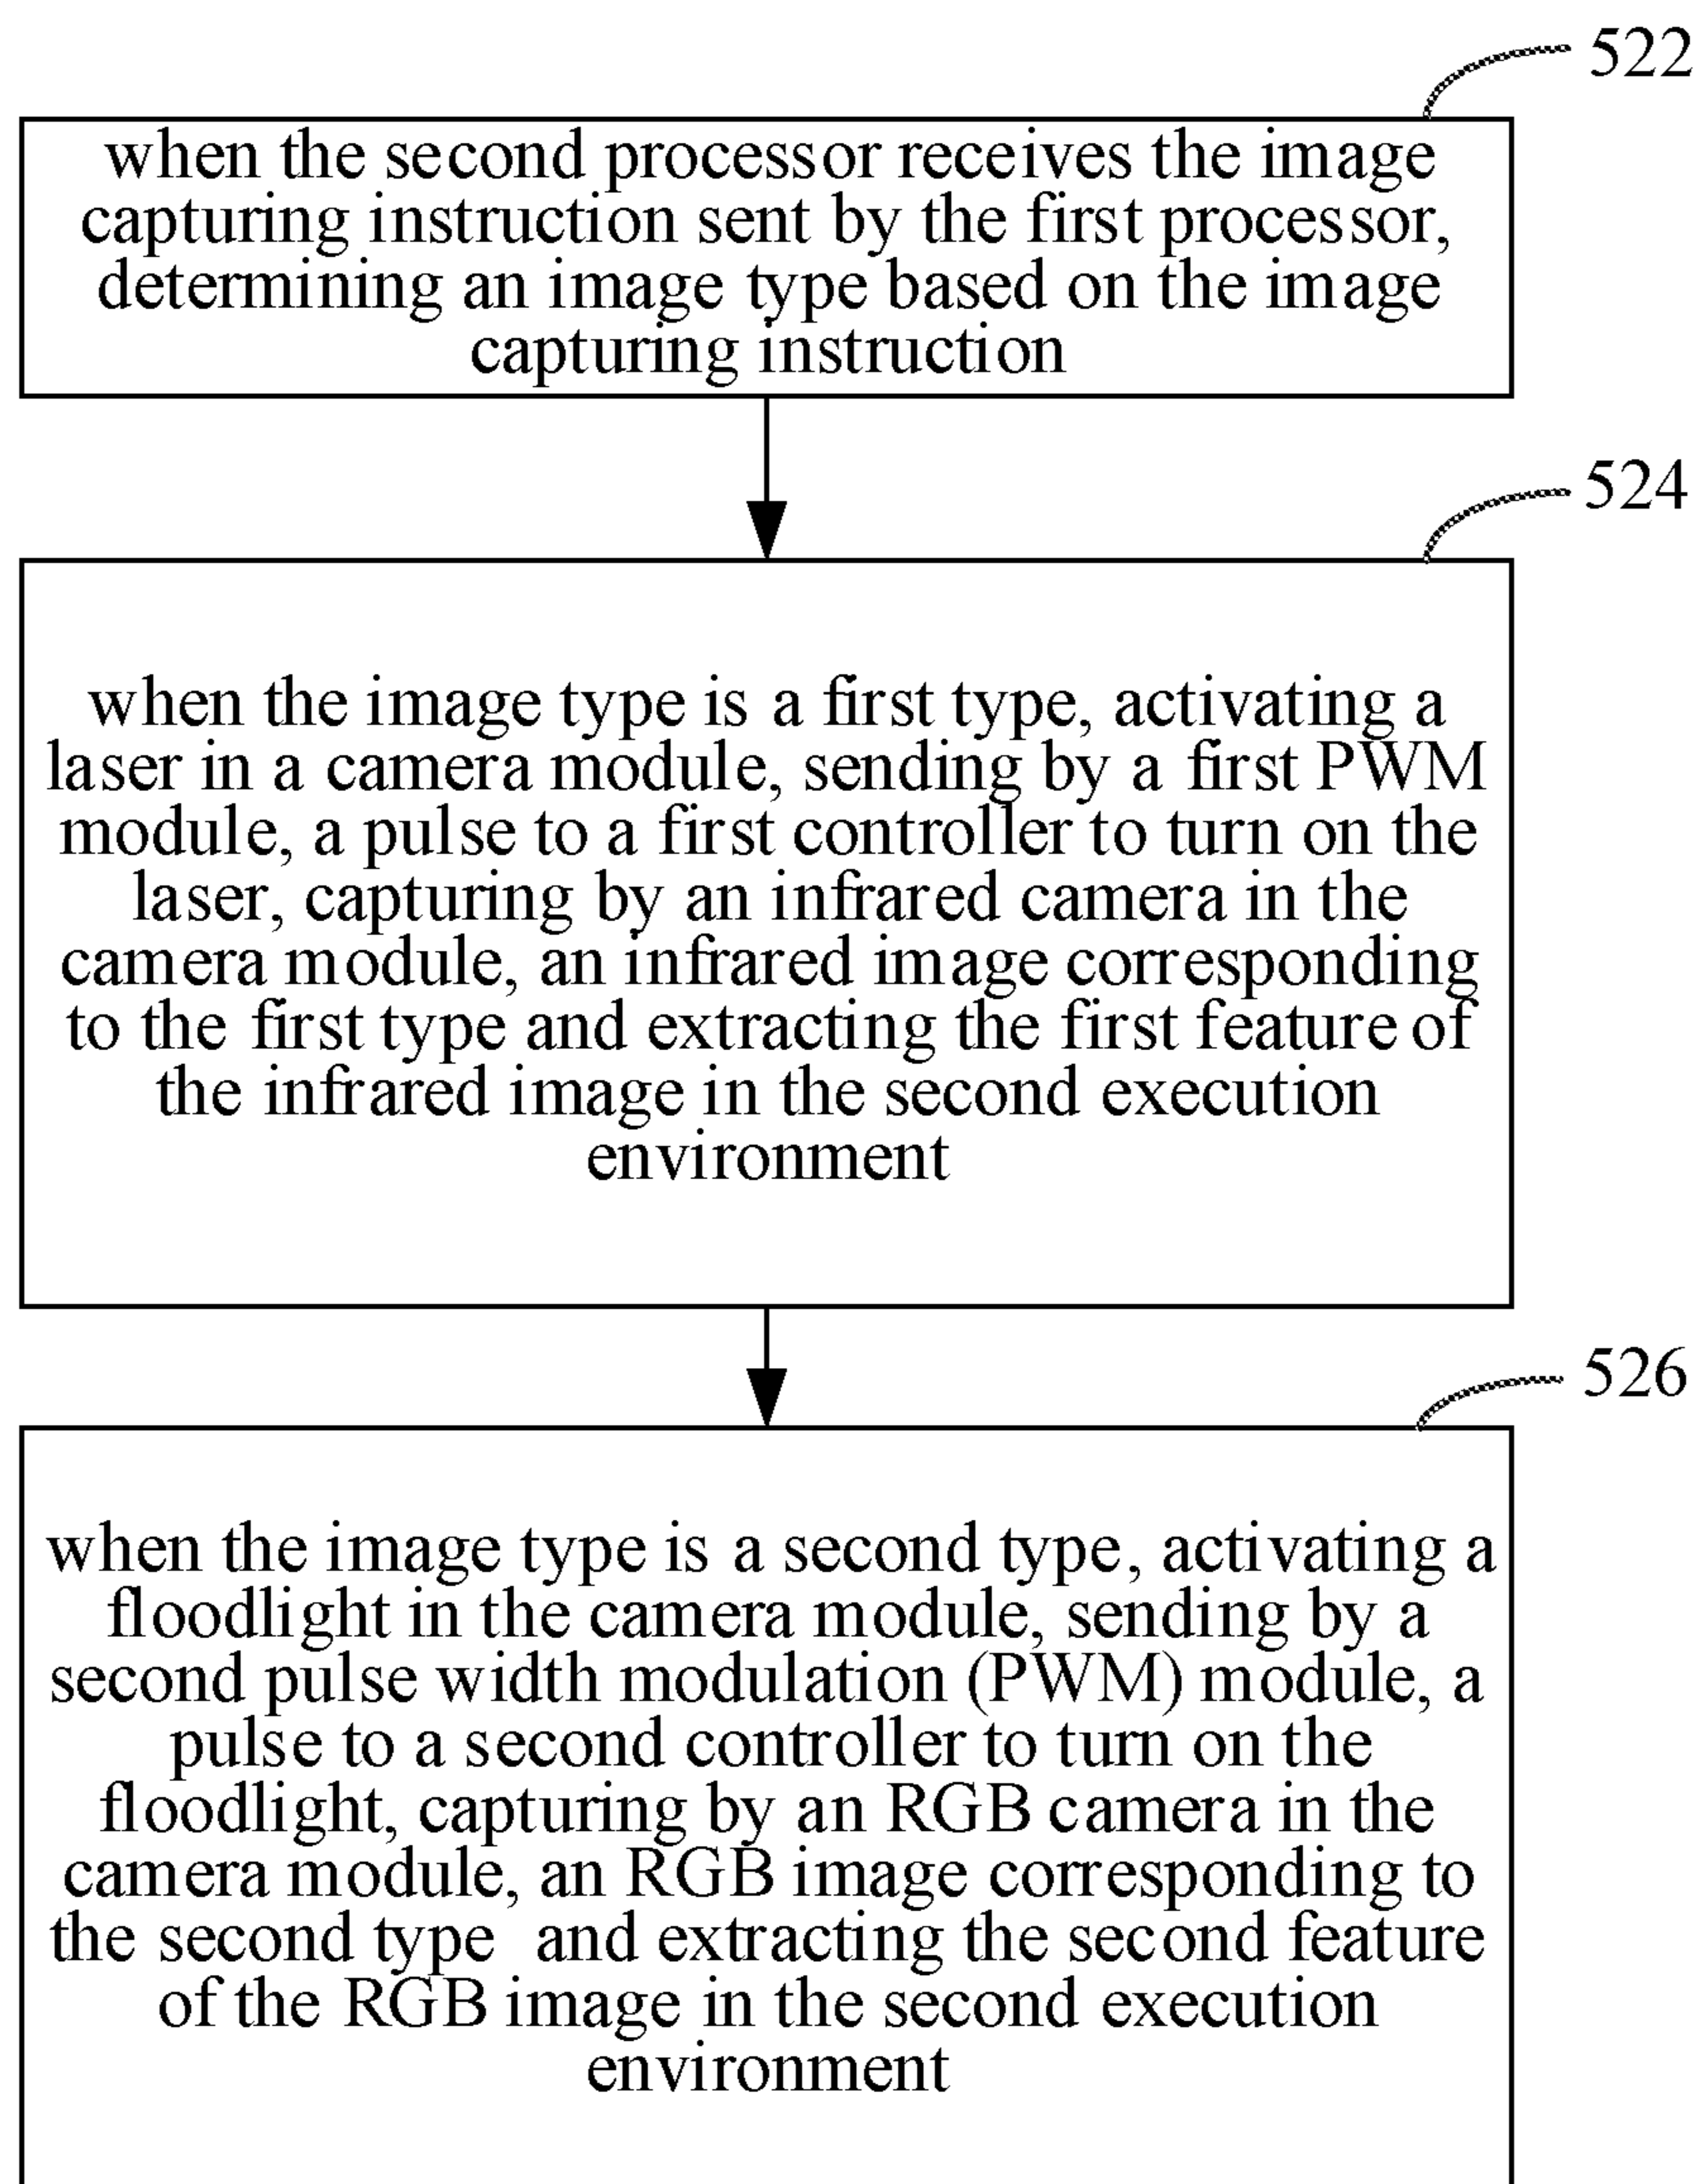 522
when the second processor receives the image
capturing instruction sent by the first processor,
determining an image type based on the image
capturing instruction
524
when the image type is a first type, activating a
laser in a camera module, sending by a first PWM
module, a pulse to a first controller to turn on the
laser, capturing by an infrared camera in the
camera module, an infrared image corresponding
to the first type and extracting the first feature of
the infrared image in the second execution
environment
526
when the image type is a second type, activating a
floodlight in the camera module, sending by a
second pulse width modulation (PWM) module, a
pulse to a second controller to turn on the
floodlight, capturing by an RGB camera in the
camera module, an RGB image corresponding to
the second type and extracting the second feature
of the RGB image in the second execution
environment